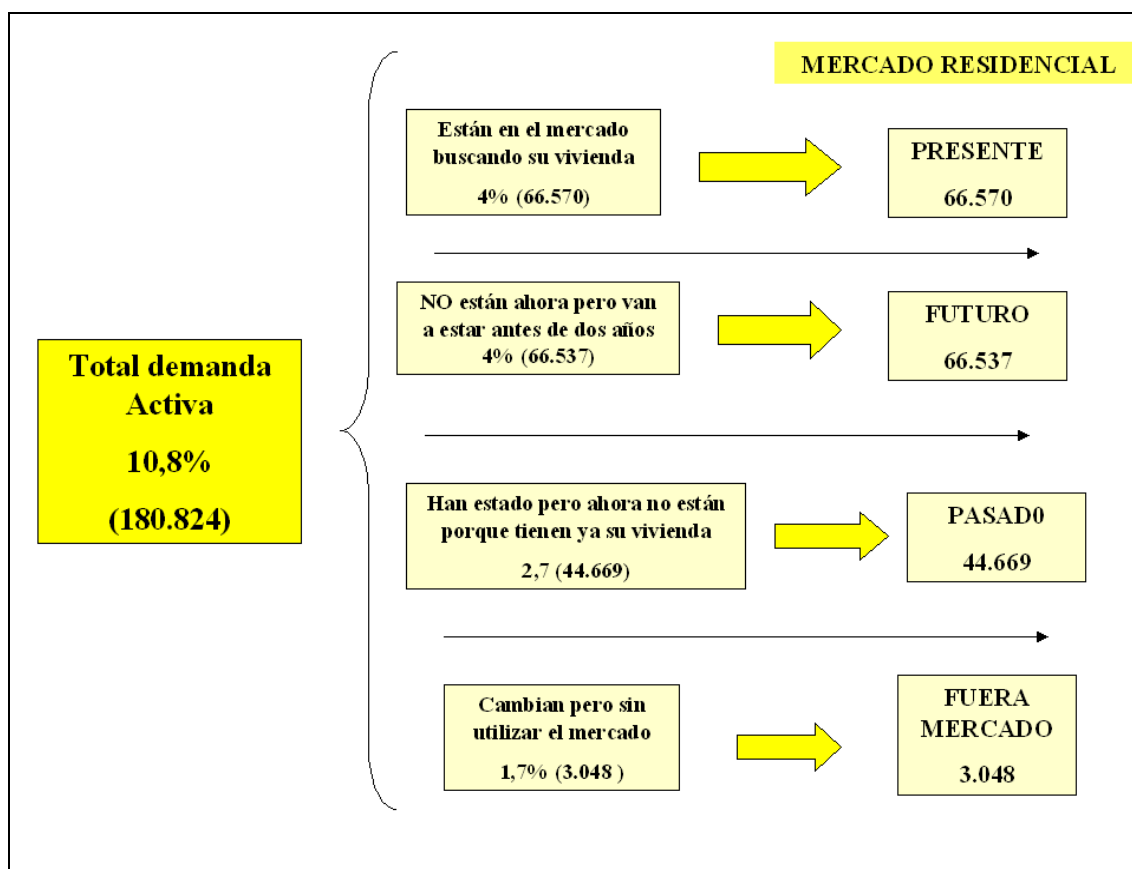 MERCADO RESIDENCIAL
Están en el mercado
buscando su vivienda
4% (66.570)
PRESENTE
66.570
NO están ahora pero van
a estar antes de dos años
4% (66.537)
FUTURO
66.537
Total demanda
Activa
10,8%
(180.824)
Han estado pero ahora no están
porque tienen ya su vivienda
2,7 (44.669)
PASAD0
44.669
Cambian pero sin
utilizar el mercado
1,7% (3.048 )
FUERA
MERCADO
3.048